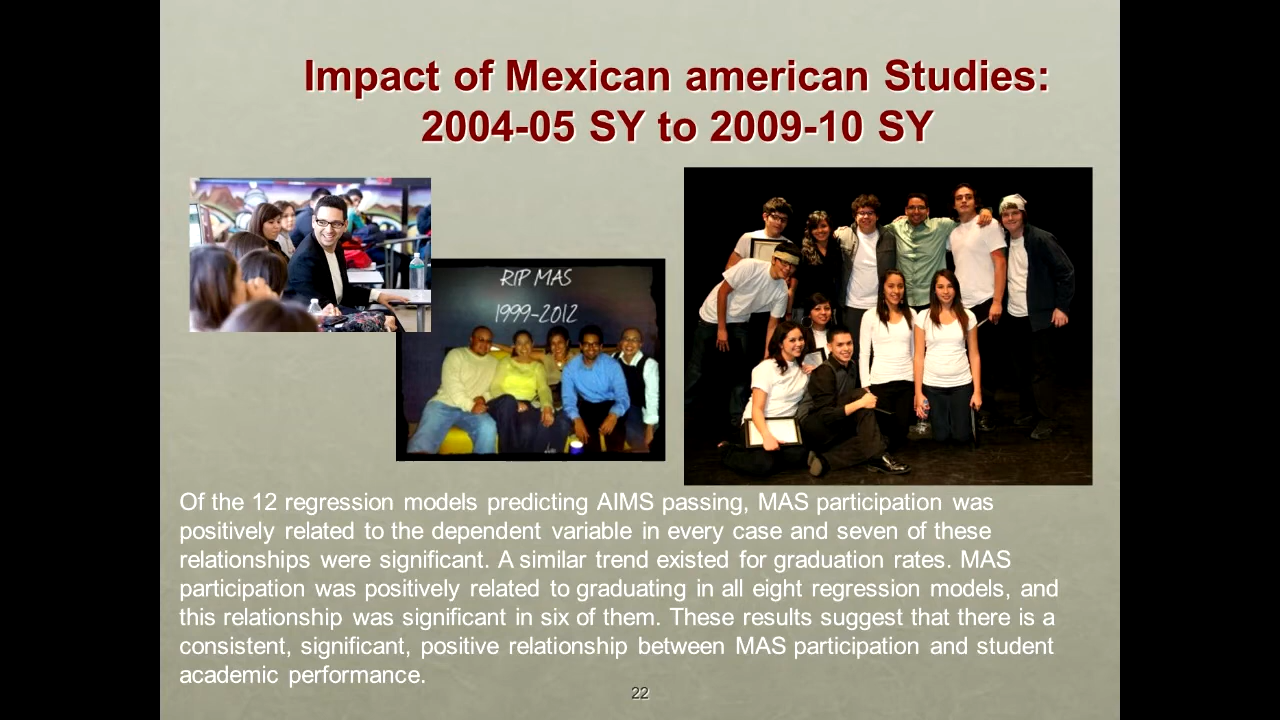 Impact of Mexican american Studies:
2004-05 SY to 2009-10 SY
RIP MAS
1999-2012
Of the 12 regression models predicting AIMS passing, MAS participation was
positively related to the dependent variable in every case and seven of these
relationships were significant. A similar trend existed for graduation rates. MAS
participation was positively related to graduating in all eight regression models, and
this relationship was significant in six of them. These results suggest that there is a
consistent, significant, positive relationship between MAS participation and student
academic performance.
22